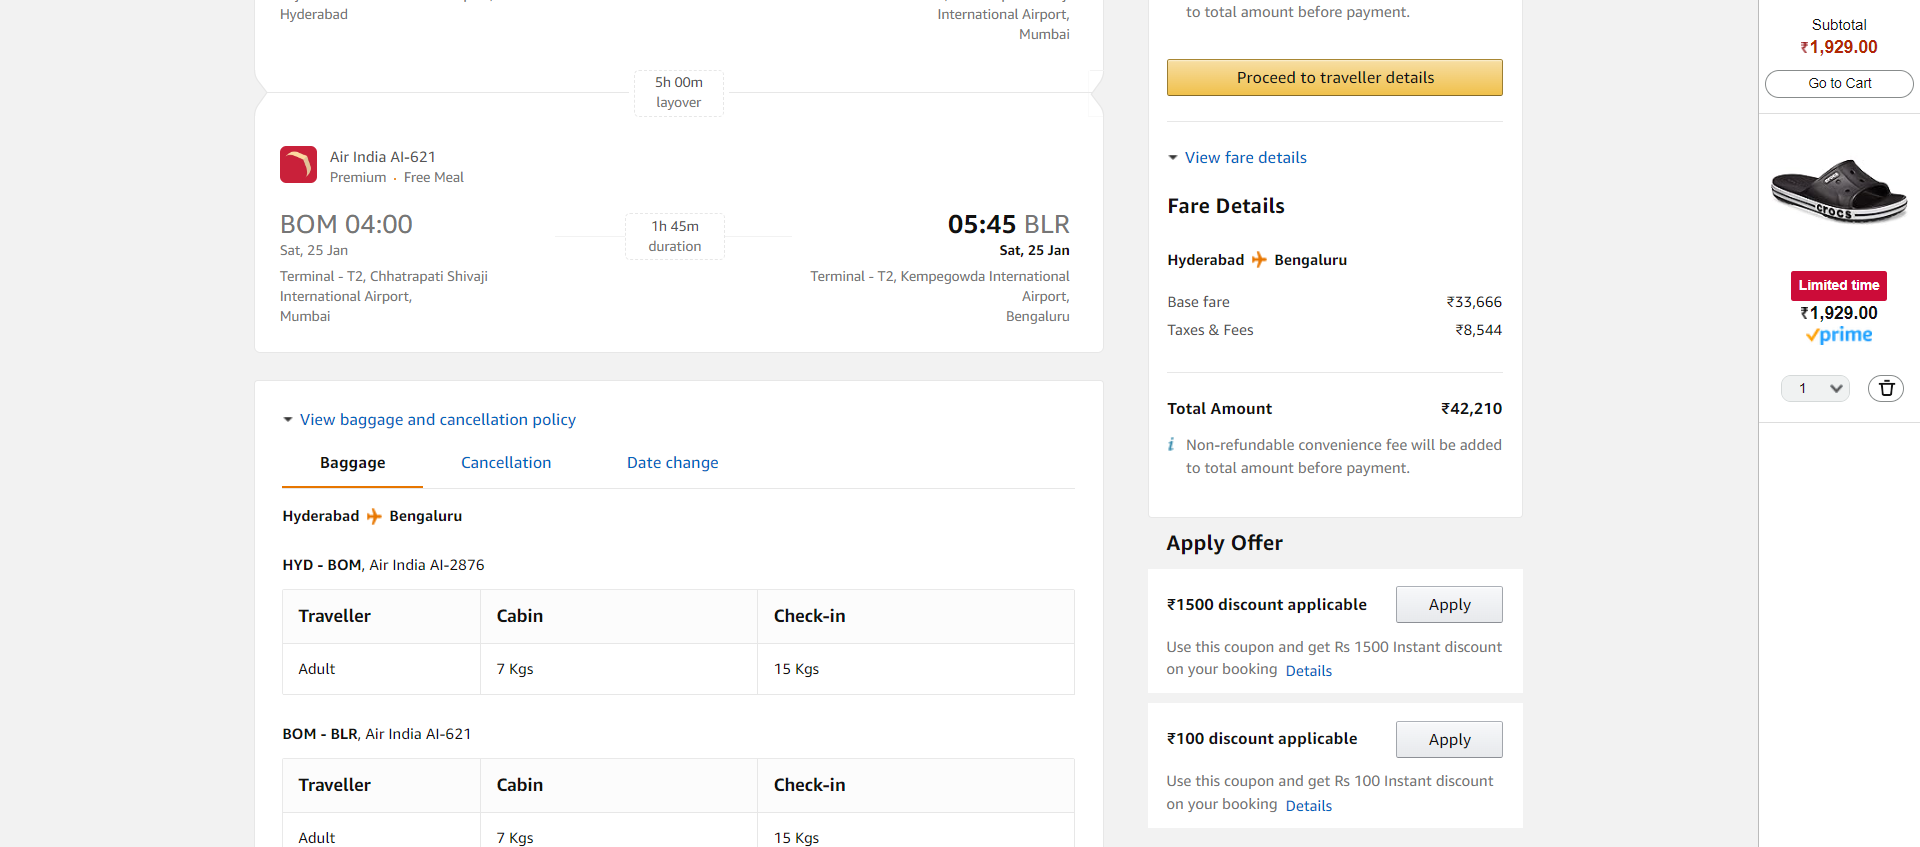 Hyderabad
International Airport,
Mumbai
5h 00m
layover
Air India AI-621
Premium · Free Meal
BOM 04:00
Sat, 25 Jan
Terminal - T2, Chhatrapati Shivaji
International Airport,
Mumbai
1h 45m
duration
05:45 BLR
Sat, 25 Jan
Terminal - T2, Kempegowda International
Airport,
Bengaluru
View baggage and cancellation policy
Baggage Cancellation Date change
Hyderabad Bengaluru
HYD - BOM, Air India AI-2876
Traveller Cabin Check-in
Adult 7 Kgs 15 Kgs
BOM - BLR, Air India AI-621
Traveller Cabin Check-in
Adult 7 Kgs 15 Kgs
to total amount before payment.
Proceed to traveller details
View fare details
Fare Details
Hyderabad Bengaluru
Base fare ₹33,666
Taxes & Fees ₹8,544
Total Amount ₹42,210
i Non-refundable convenience fee will be added
to total amount before payment.
Apply Offer
₹1500 discount applicable Apply
Use this coupon and get Rs 1500 Instant discount
on your booking Details
₹100 discount applicable Apply
Use this coupon and get Rs 100 Instant discount
on your booking Details
Subtotal
₹1,929.00
Go to Cart
crocs
Limited time
₹1,929.00
prime
1